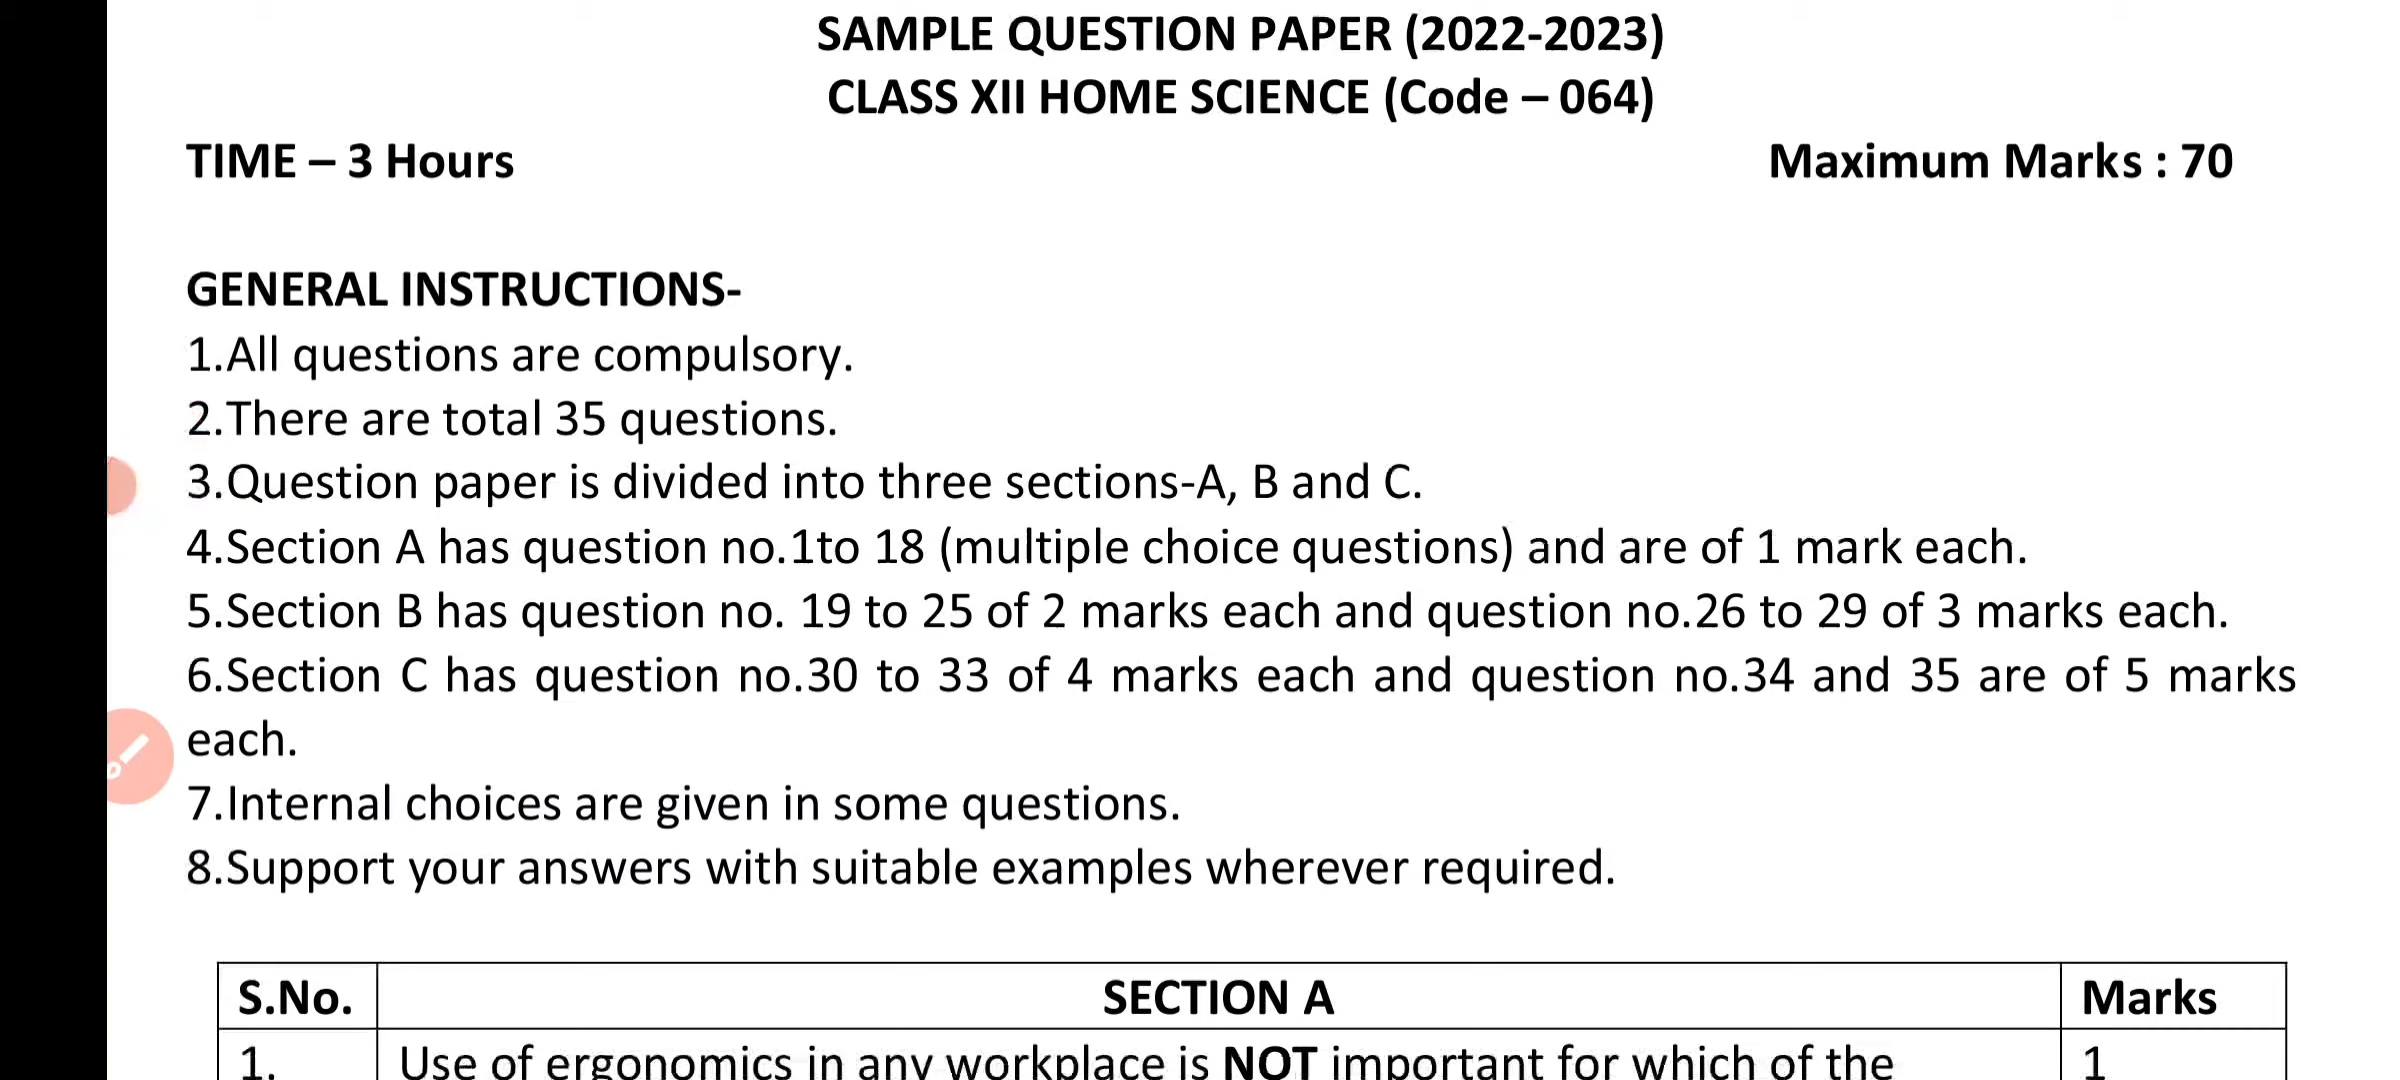 SAMPLE QUESTION PAPER (2022-2023)
CLASS XII HOME SCIENCE (Code – 064)
TIME – 3 Hours Maximum Marks : 70
GENERAL INSTRUCTIONS-
1.All questions are compulsory.
2.There are total 35 questions.
3.Question paper is divided into three sections-A, B and C.
4.Section A has question no.1to 18 (multiple choice questions) and are of 1 mark each.
5.Section B has question no. 19 to 25 of 2 marks each and question no.26 to 29 of 3 marks each.
6.Section C has question no.30 to 33 of 4 marks each and question no.34 and 35 are of 5 marks
each.
7.Internal choices are given in some questions.
8.Support your answers with suitable examples wherever required.
S.No. SECTION A Marks
1. Use of ergonomics in any workplace is NOT important for which of the 1